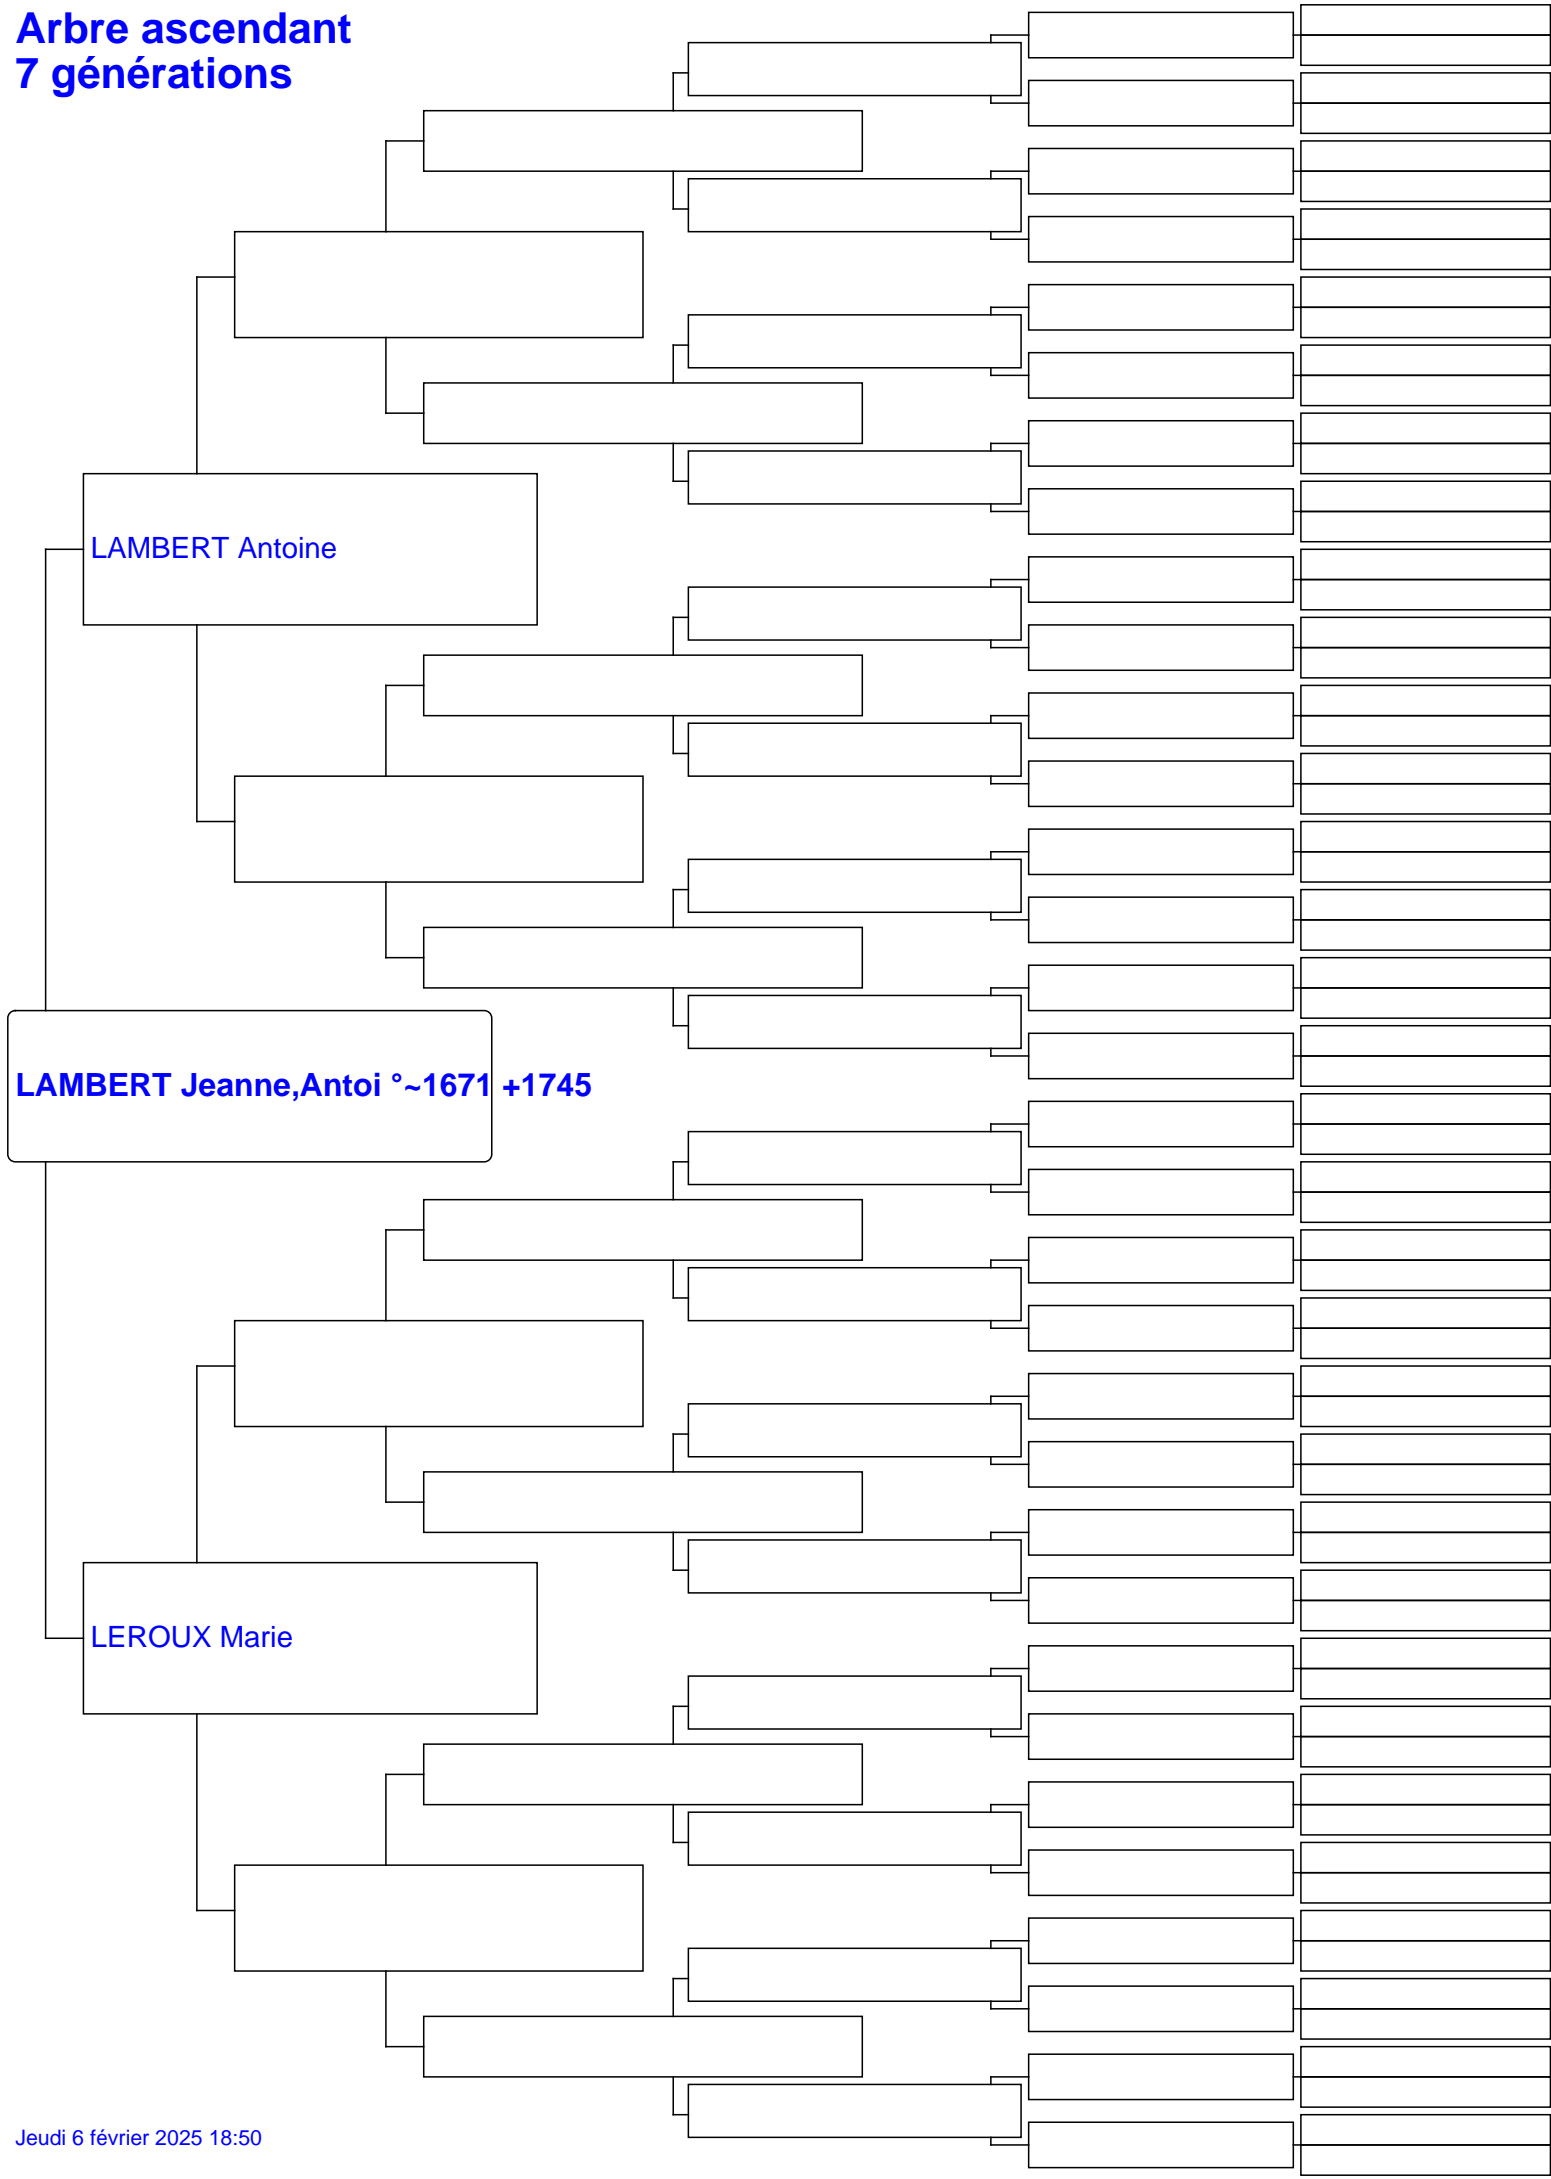 Arbre ascendant
7 générations
LAMBERT Antoine
LAMBERT Jeanne,Antoi °~1671 +1745
LEROUX Marie
Jeudi 6 février 2025 18:50